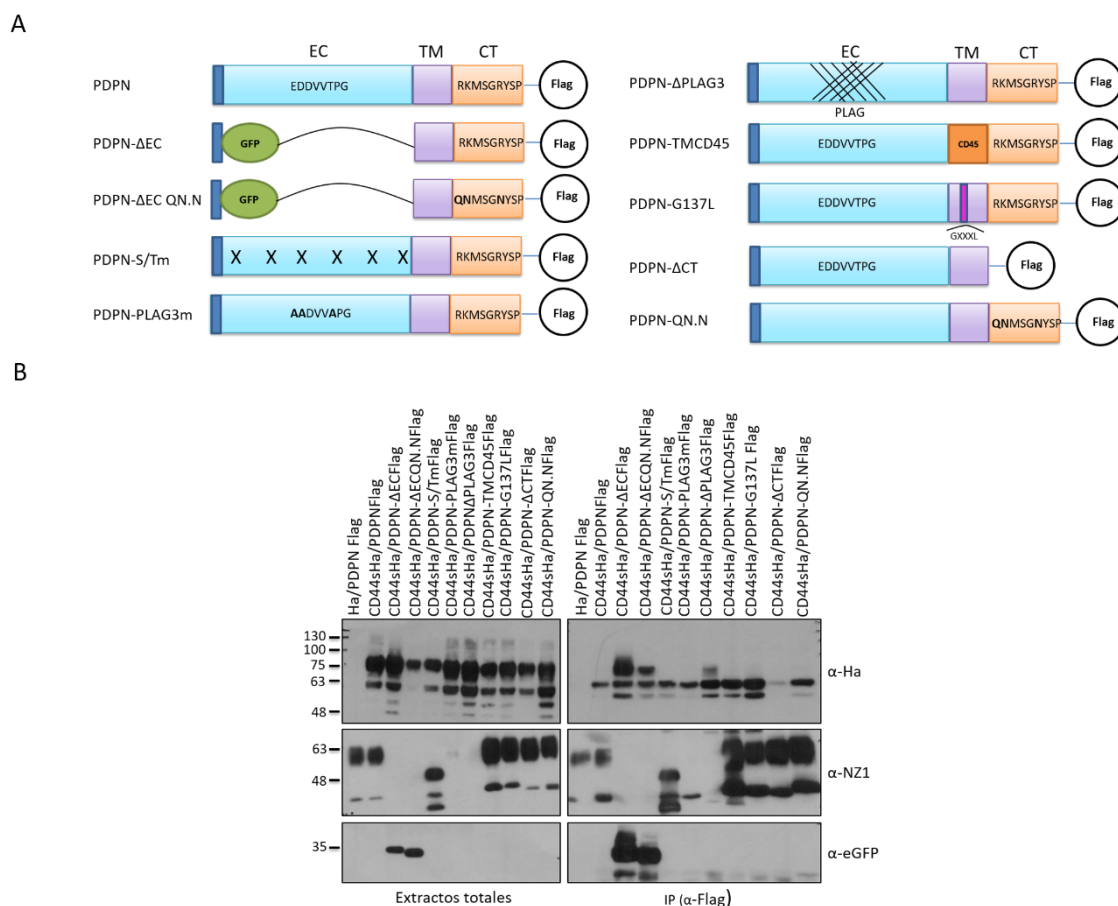 A
EC TM CT
PDPN EDDVVTPG RKMSGRYSP Flag
PDPN-ΔEC GFP RKMSGRYSP Flag
PDPN-ΔEC QN.N GFP QNMSGNYSP Flag
PDPN-S/Tm X X X X X X RKMSGRYSP Flag
PDPN-PLAG3m AADVVAPG RKMSGRYSP Flag
EC TM CT
PDPN-ΔPLAG3 RKMSGRYSP Flag
PLAG
PDPN-TMCD45 EDDVVTPG CD45 RKMSGRYSP Flag
PDPN-G137L EDDVVTPG RKMSGRYSP Flag
GXXXL
PDPN-ΔCT EDDVVTPG Flag
PDPN-QN.N QNMSGNYSP Flag
B
Ha/PDPN Flag
CD44sHa/PDPNFlag
CD44sHa/PDPN-ΔECFlag
CD44sHa/PDPN-ΔECQN.NFlag
CD44sHa/PDPN-S/TmFlag
CD44sHa/PDPN-PLAG3mFlag
CD44sHa/PDPNΔPLAG3Flag
CD44sHa/PDPN-TMCD45Flag
CD44sHa/PDPN-G137LFlag
CD44sHa/PDPN-ΔCTFlag
CD44sHa/PDPN-QN.NFlag
Ha/PDPN Flag
CD44sHa/PDPNFlag
CD44sHa/PDPN-ΔECFlag
CD44sHa/PDPN-ΔECQN.NFlag
CD44sHa/PDPN-S/TmFlag
CD44sHa/PDPN-PLAG3mFlag
CD44sHa/PDPN-ΔPLAG3Flag
CD44sHa/PDPN-TMCD45Flag
CD44sHa/PDPN-G137L Flag
CD44sHa/PDPN-ΔCTFlag
CD44sHa/PDPN-QN.NFlag
130
75
63
48
α-Ha
63
48
α-NZ1
35
α-eGFP
Extractos totales
IP (α-Flag)